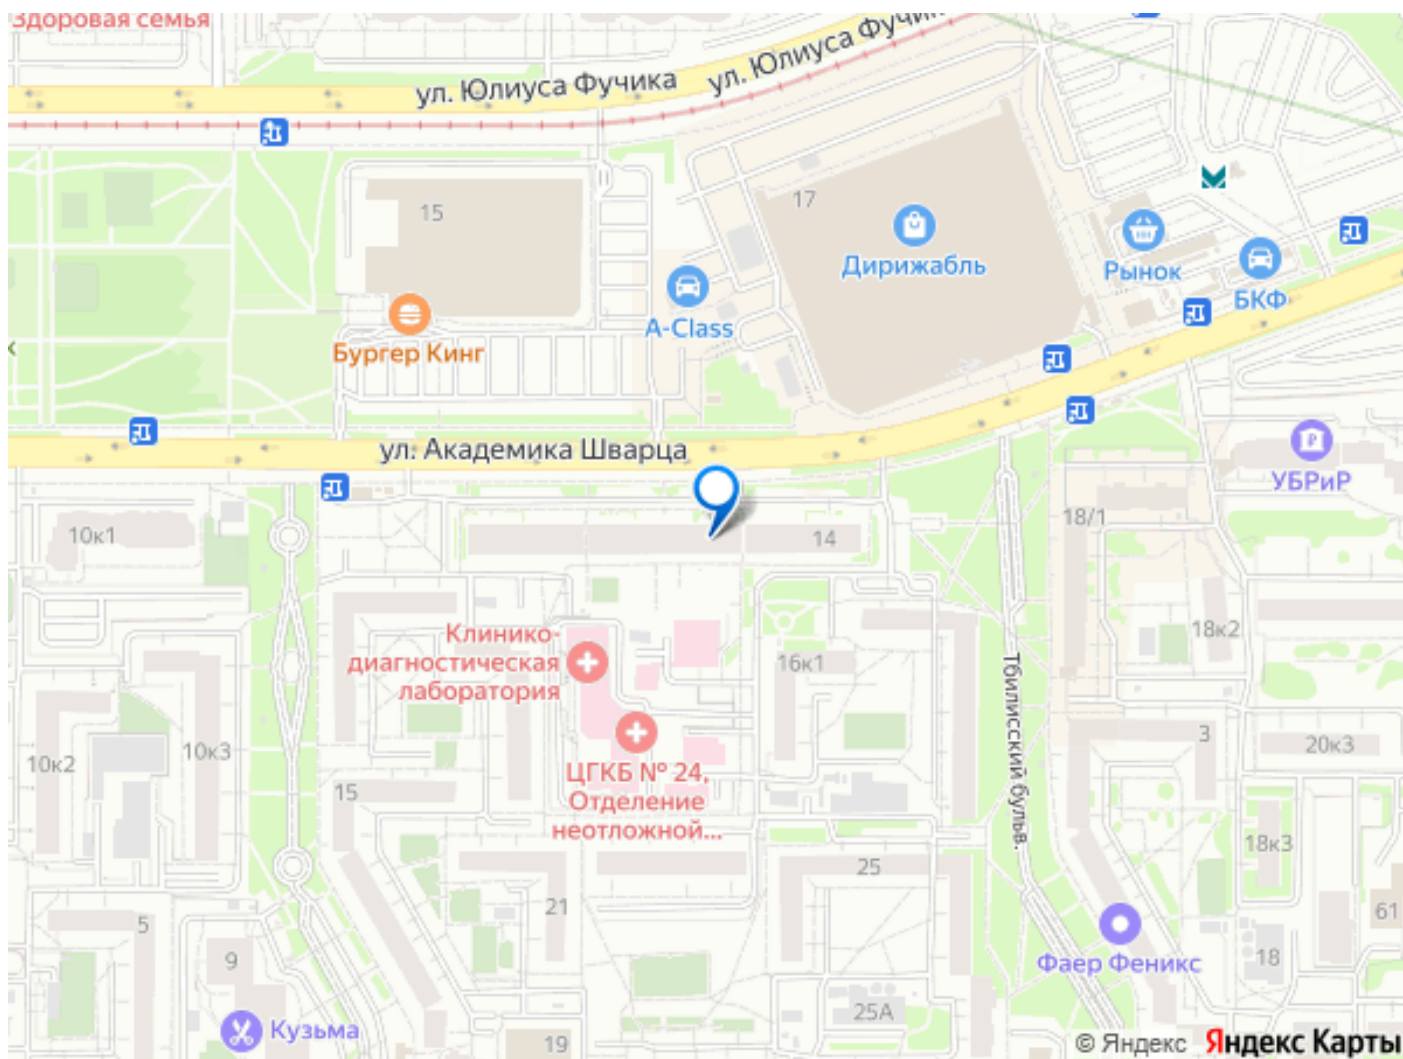 Здоровая семья
ул. Юлиуса Фучика
ул. Юлиуса Фучик
15
17
Дирижабль
Рынок
БКФ
A-Class
Бургер Кинг
к
ул. Академика Шварца
УБРиР
10к1
14
18/1
18к2
Клинико-
диагностическая
лаборатория
16к1
Тбилисский бульв.
10к2
10к3
15
3
20к3
ЦГКБ № 24,
Отделение
неотложной...
18к3
25
21
5
61
9
Фаер Феникс
18
25А
Кузьма
19
© Яндекс Яндекс Карты